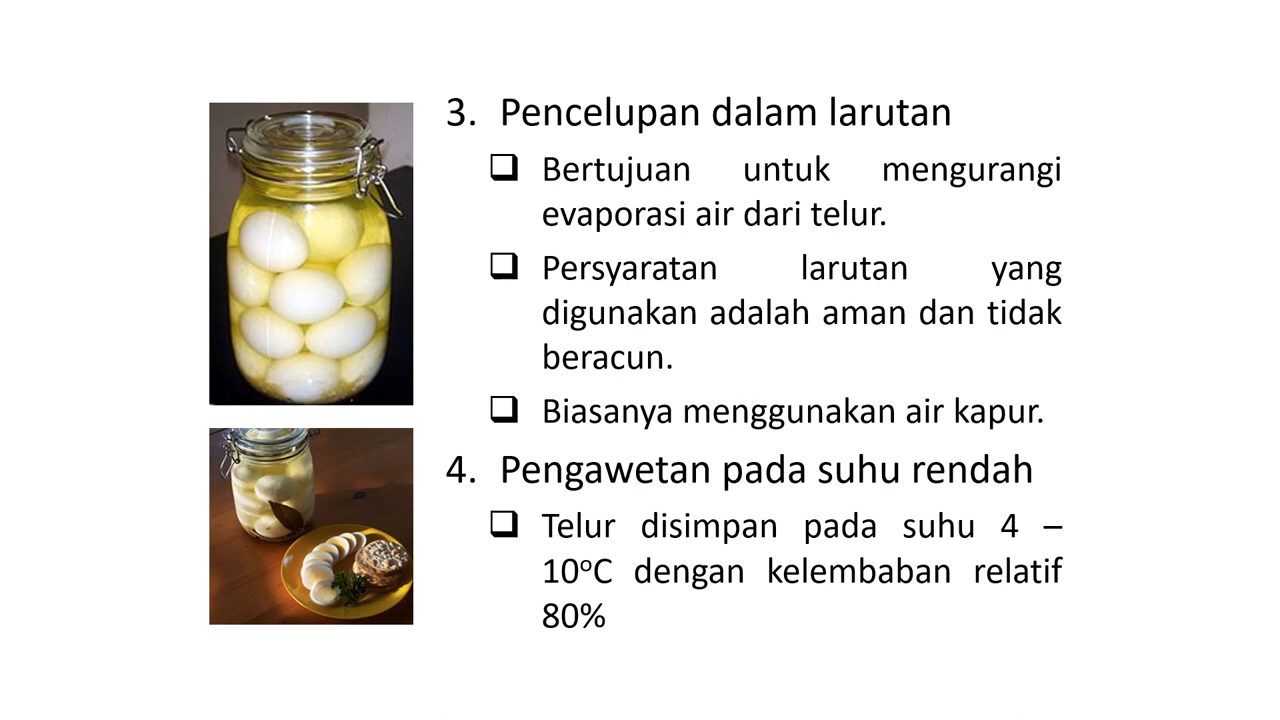 3. Pencelupan dalam larutan
❑ Bertujuan untuk mengurangi
evaporasi air dari telur.
❑ Persyaratan larutan yang
digunakan adalah aman dan tidak
beracun.
❑ Biasanya menggunakan air kapur.
4. Pengawetan pada suhu rendah
❑ Telur disimpan pada suhu 4 –
10ᵒC dengan kelembaban relatif
80%